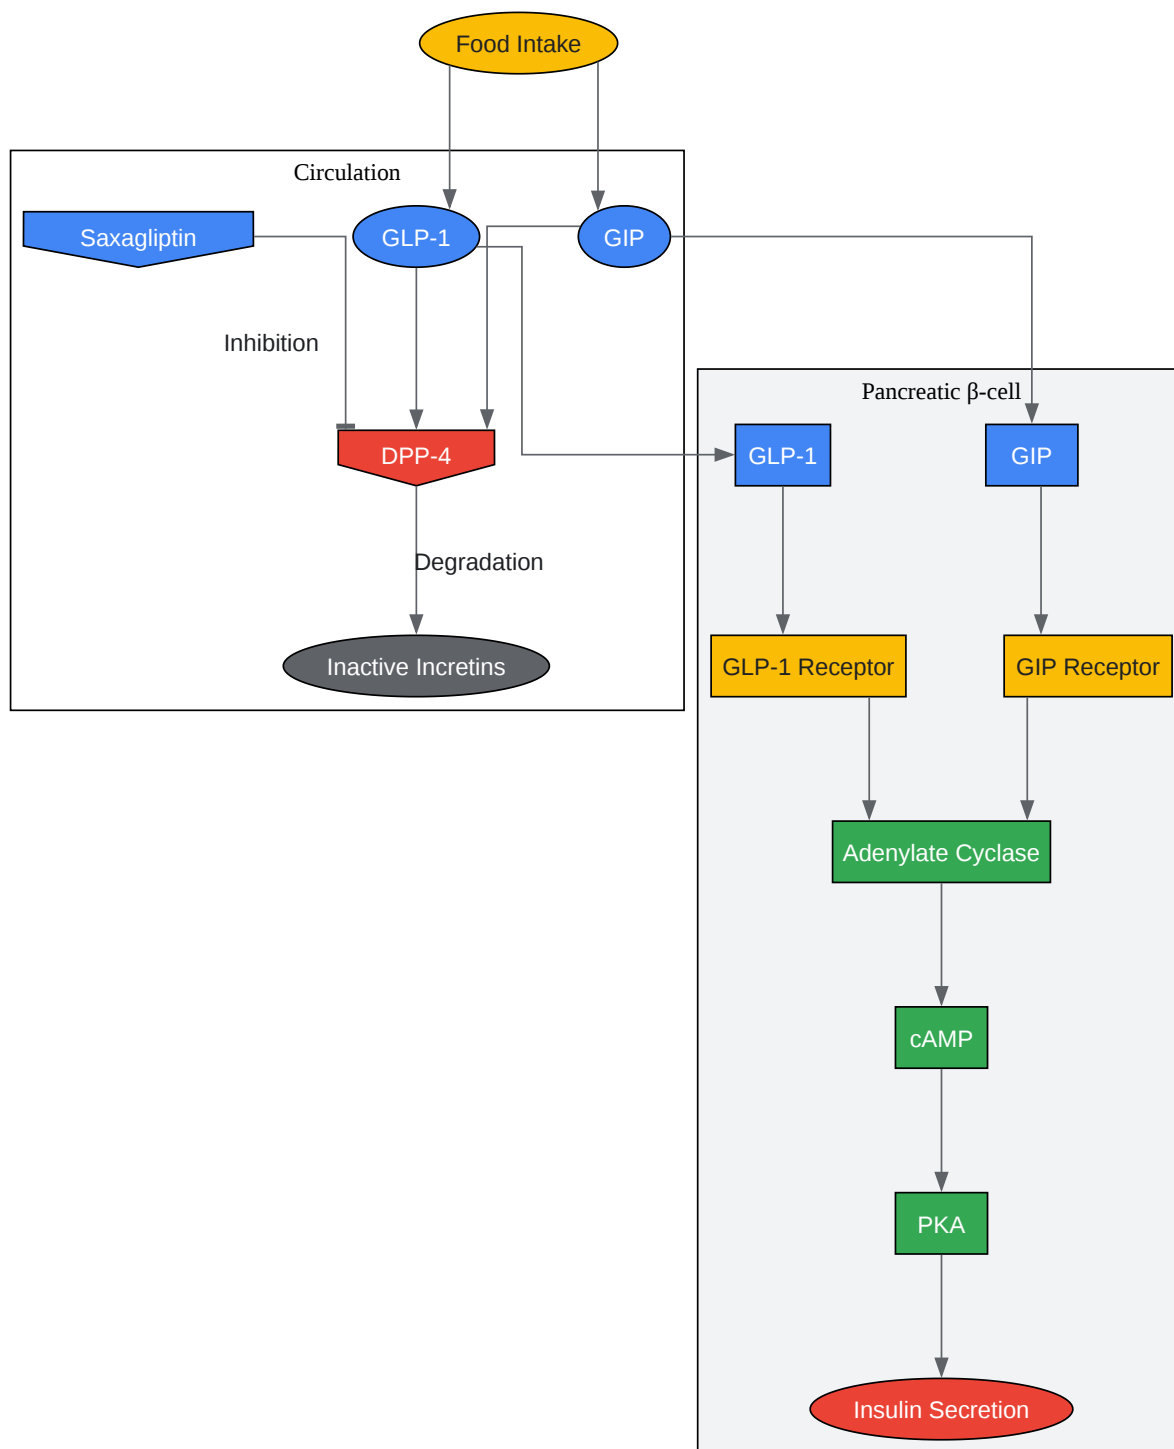 Food Intake
Circulation
Saxagliptin
GLP-1
GIP
Inhibition
Pancreatic β-cell
DPP-4
GLP-1
GIP
Degradation
Inactive Incretins
GLP-1 Receptor
GIP Receptor
Adenylate Cyclase
cAMP
PKA
Insulin Secretion